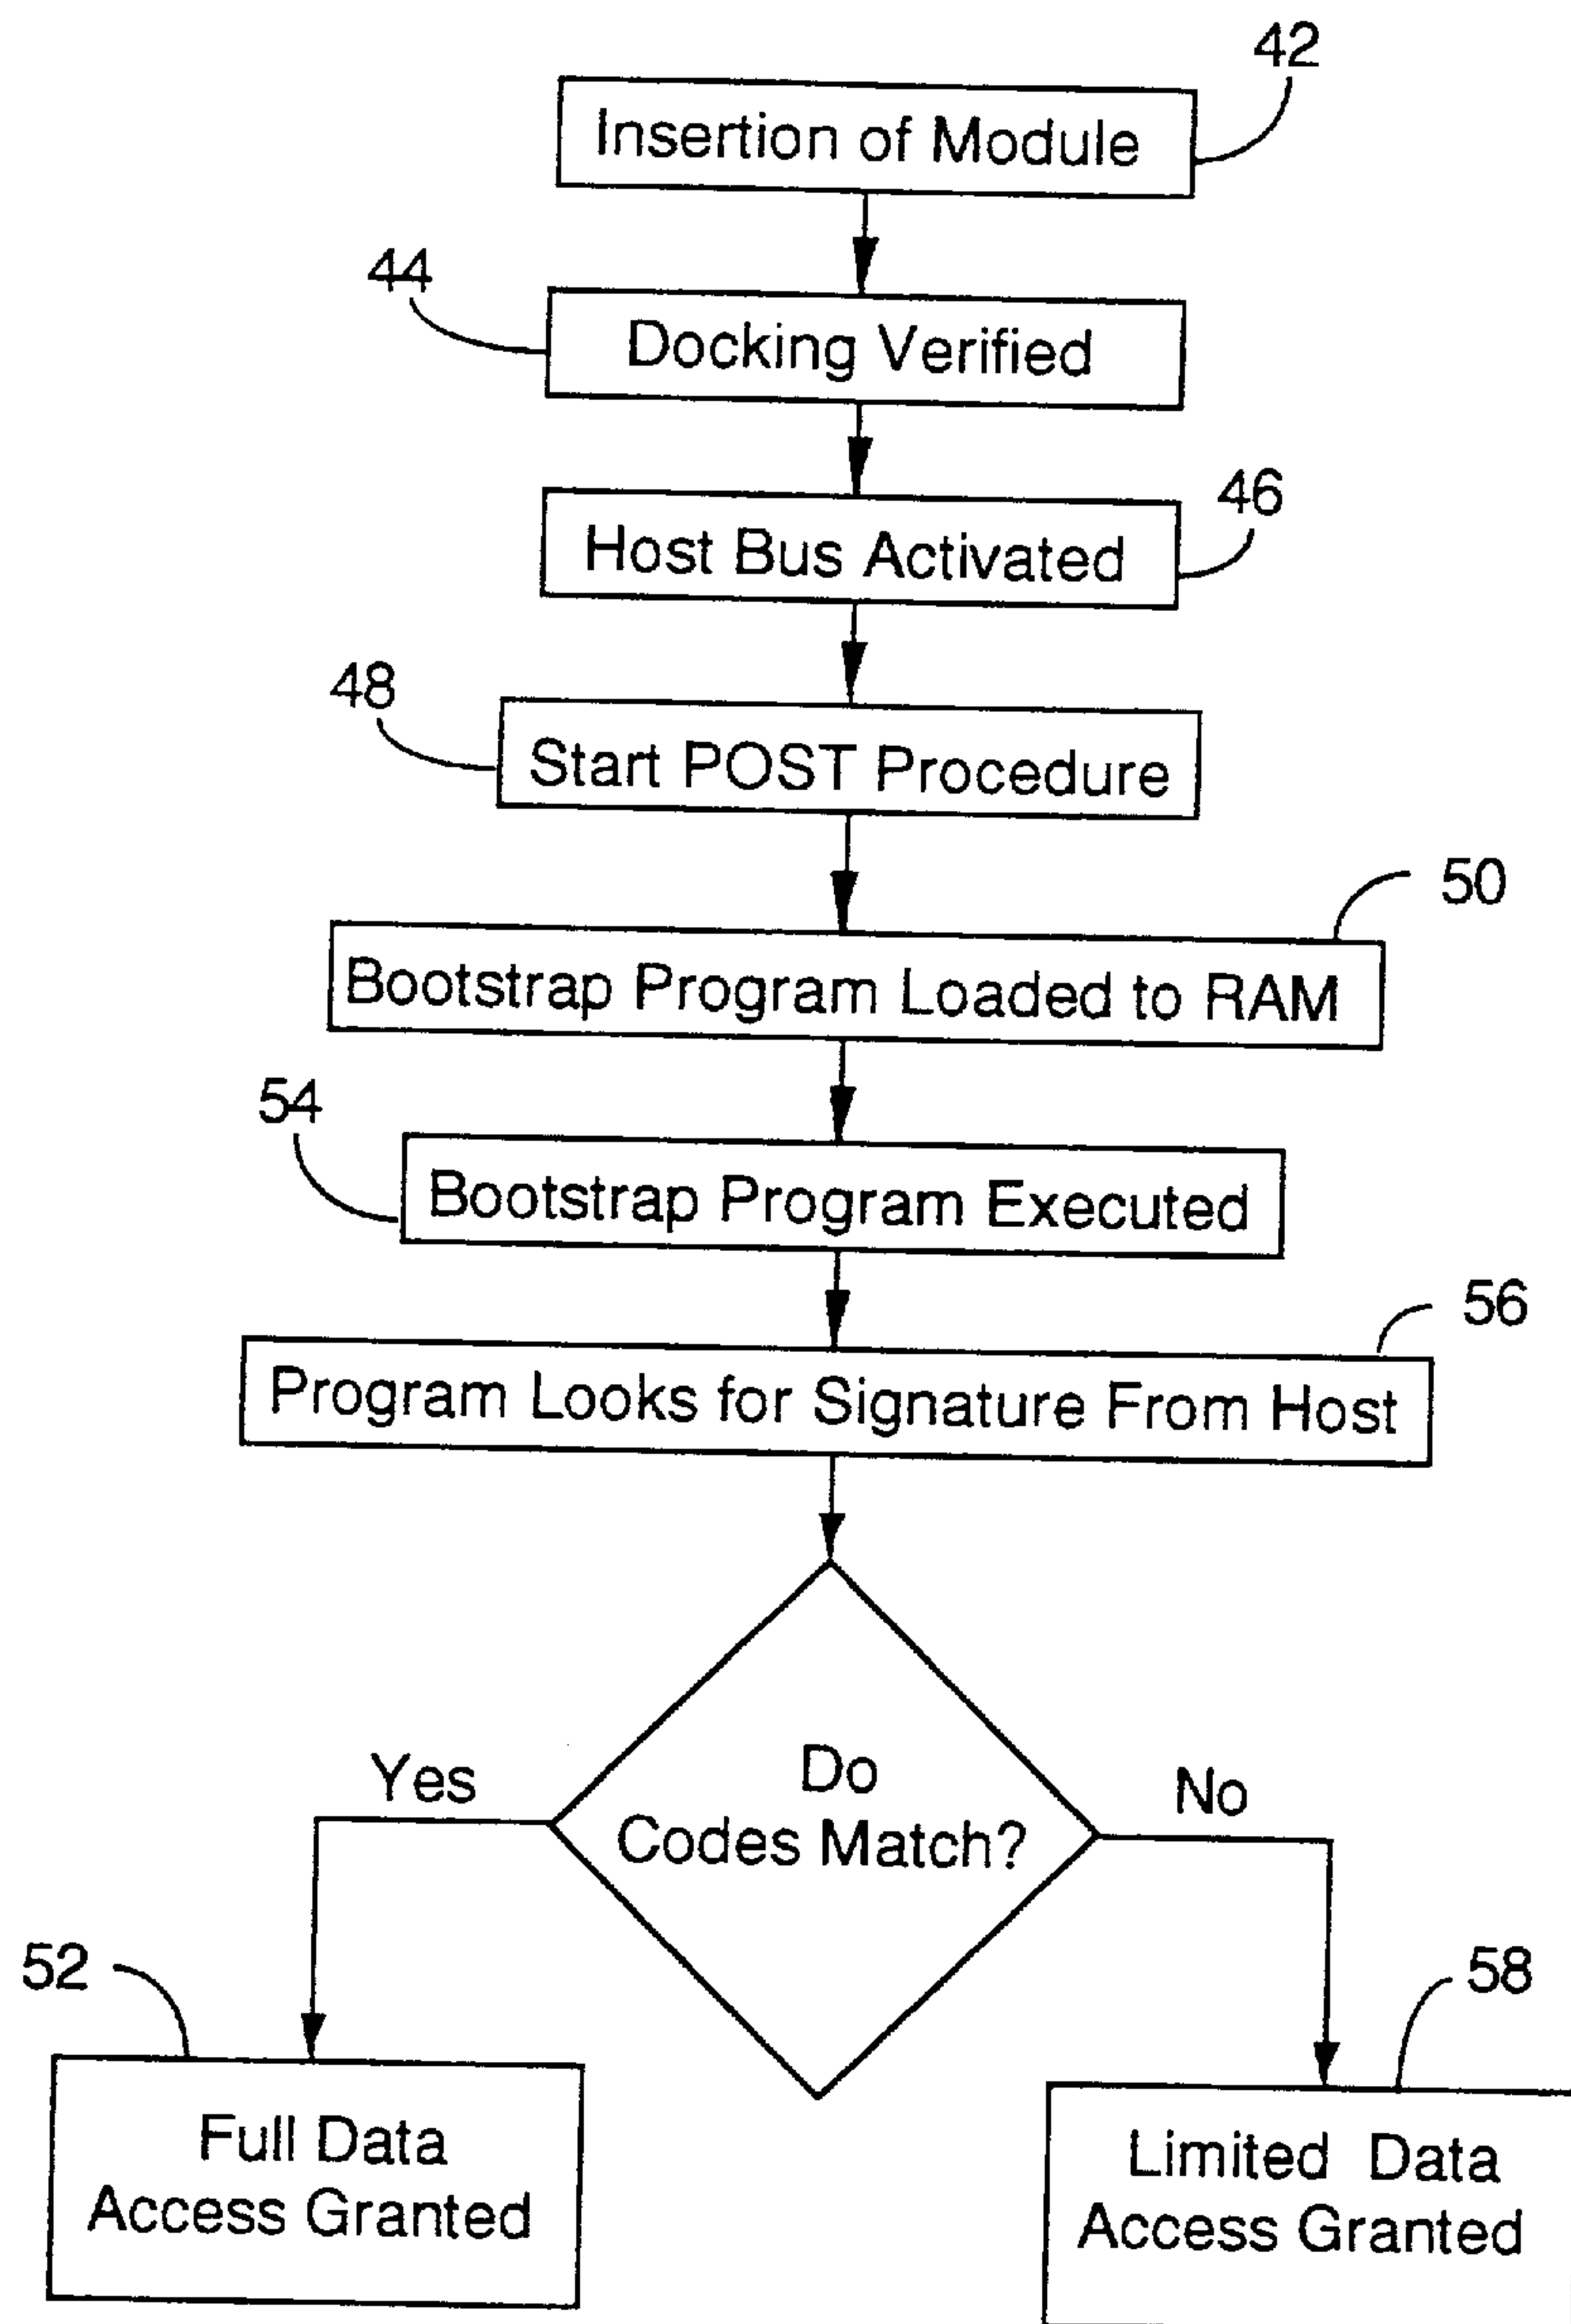 42
Insertion of Module
44
Docking Verified
46
Host Bus Activated
48
Start POST Procedure
50
Bootstrap Program Loaded to RAM
54
Bootstrap Program Executed
56
Program Looks for Signature From Host
Yes
Do
Codes Match?
No
52
58
Full Data
Access Granted
Limited Data
Access Granted